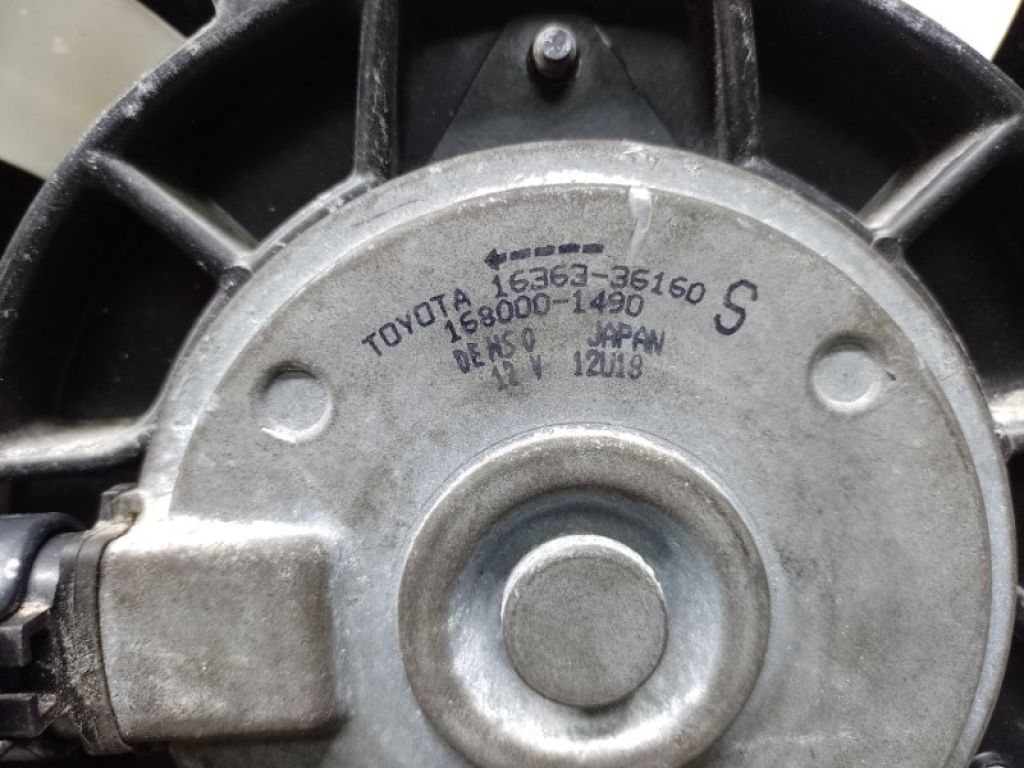 TOYOTA 16363-36160 S
168000-1490
DENSO JAPAN
12 V 12U18